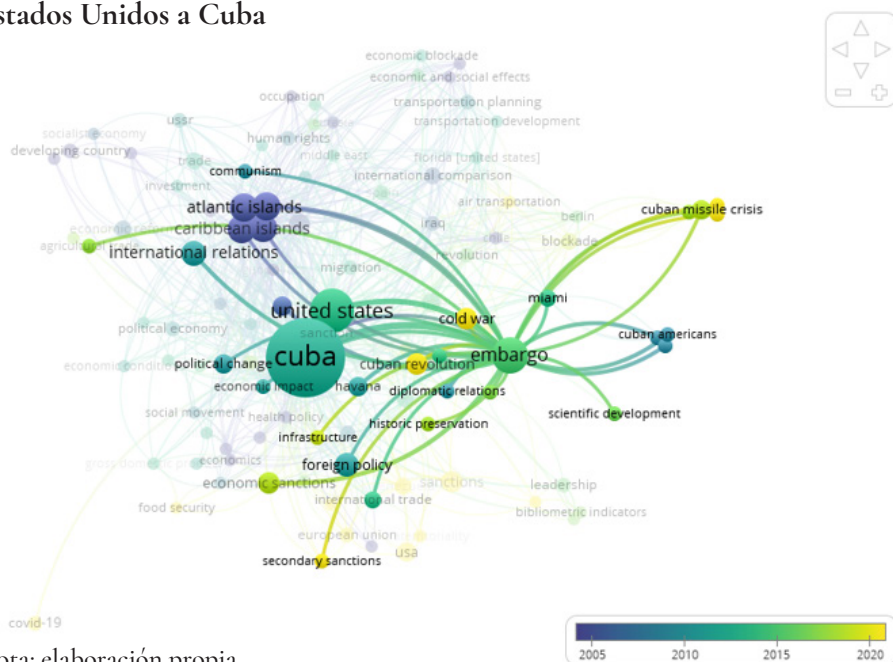 stados Unidos a Cuba
economic blockade
economic and social effects
occupation
transportation planning
ussr
transportation development
socialist economy
human rights
developing country
middle east
trade
florida [united states]
communism
international comparison
investment
air transportation
atlantic islands
cuban missile crisis
berlin
caribbean islands
iraq
chile
blockade
agricultural trade
international relations
revolution
migration
miami
united states
cold war
political economy
cuban americans
cuba
embargo
political change
cuban revolution
economic impact
havana
diplomatic relations
social movement
health policy
scientific development
historic preservation
infrastructure
economics
foreign policy
economic sanctions
sanctions
leadership
international trade
food security
bibliometric indicators
european union
usa
secondary sanctions
covid-19
2005 2010 2015 2020
ota: elaboración propia